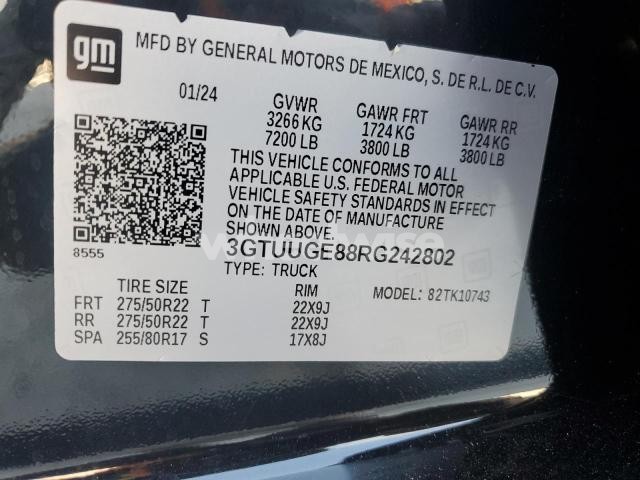 gm
MFD BY GENERAL MOTORS DE MEXICO, S. DE R.L. DE C.V.
01/24 GVWR GAWR FRT GAWR RR
3266 KG 1724 KG 1724 KG
7200 LB 3800 LB 3800 LB
THIS VEHICLE CONFORMS TO ALL
APPLICABLE U.S. FEDERAL MOTOR
VEHICLE SAFETY STANDARDS IN EFFECT
ON THE DATE OF MANUFACTURE
SHOWN ABOVE.
8555 3GTUUGE88RG242802
TYPE: TRUCK
TIRE SIZE RIM MODEL: 82TK10743
FRT 275/50R22 T 22X9J
RR 275/50R22 T 22X9J
SPA 255/80R17 S 17X8J